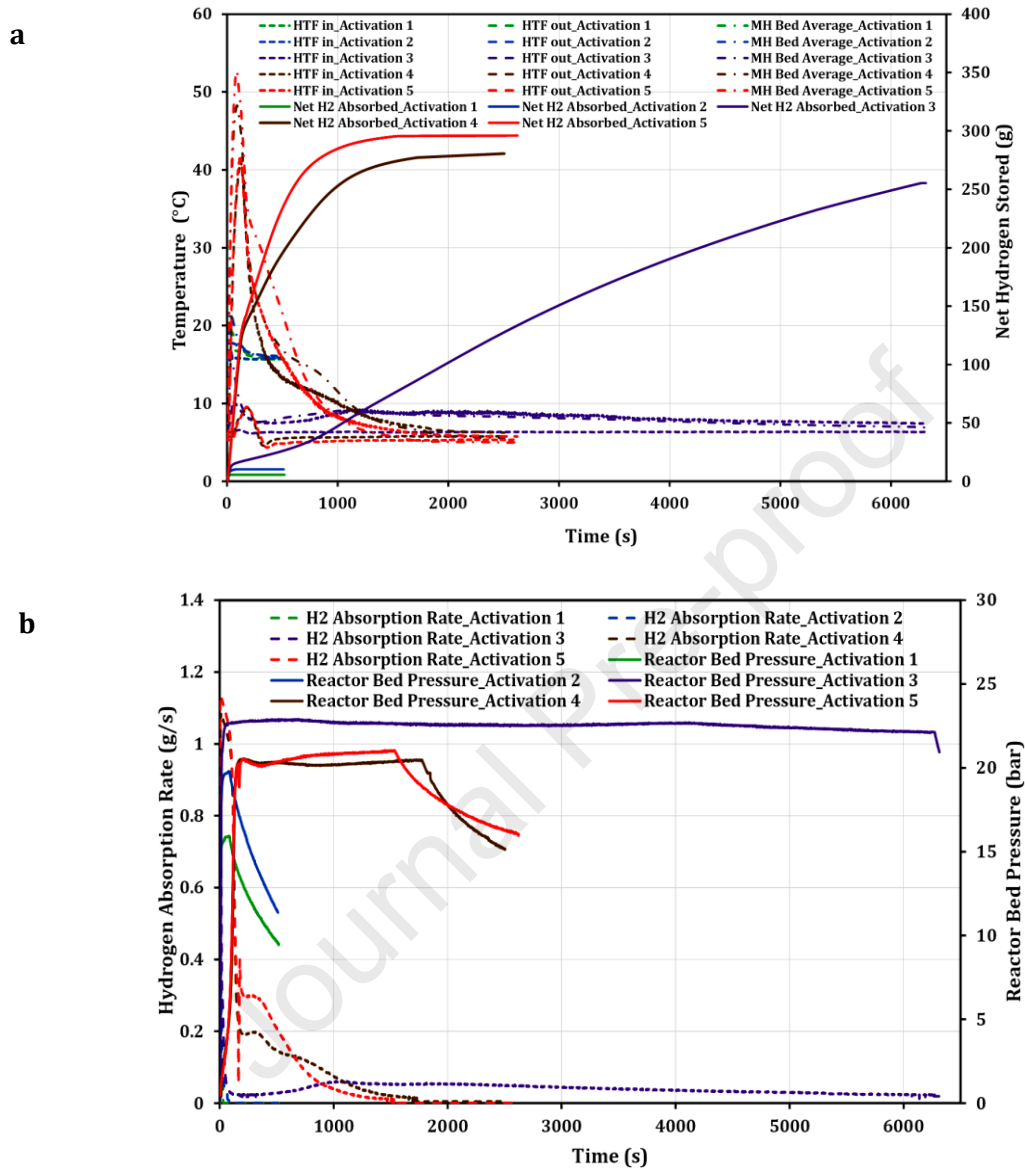 a
60
50
40
30
20
10
0
Temperature (°C)
400
350
300
250
200
150
100
50
0
Net Hydrogen Stored (g)
HTF in_Activation 1 HTF out_Activation 1 MH Bed Average_Activation 1
HTF in_Activation 2 HTF out_Activation 2 MH Bed Average_Activation 2
HTF in_Activation 3 HTF out_Activation 3 MH Bed Average_Activation 3
HTF in_Activation 4 HTF out_Activation 4 MH Bed Average_Activation 4
HTF in_Activation 5 HTF out_Activation 5 MH Bed Average_Activation 5
Net H2 Absorbed_Activation 1 Net H2 Absorbed_Activation 2 Net H2 Absorbed_Activation 3
Net H2 Absorbed_Activation 4 Net H2 Absorbed_Activation 5
0 1000 2000 3000 4000 5000 6000
Time (s)
b
1.4
1.2
1
0.8
0.6
0.4
0.2
0
Hydrogen Absorption Rate (g/s)
30
25
20
15
10
5
0
Reactor Bed Pressure (bar)
H2 Absorption Rate_Activation 1 H2 Absorption Rate_Activation 2
H2 Absorption Rate_Activation 3 H2 Absorption Rate_Activation 4
H2 Absorption Rate_Activation 5 Reactor Bed Pressure_Activation 1
Reactor Bed Pressure_Activation 2 Reactor Bed Pressure_Activation 3
Reactor Bed Pressure_Activation 4 Reactor Bed Pressure_Activation 5
0 1000 2000 3000 4000 5000 6000
Time (s)
Journal Pre-proof